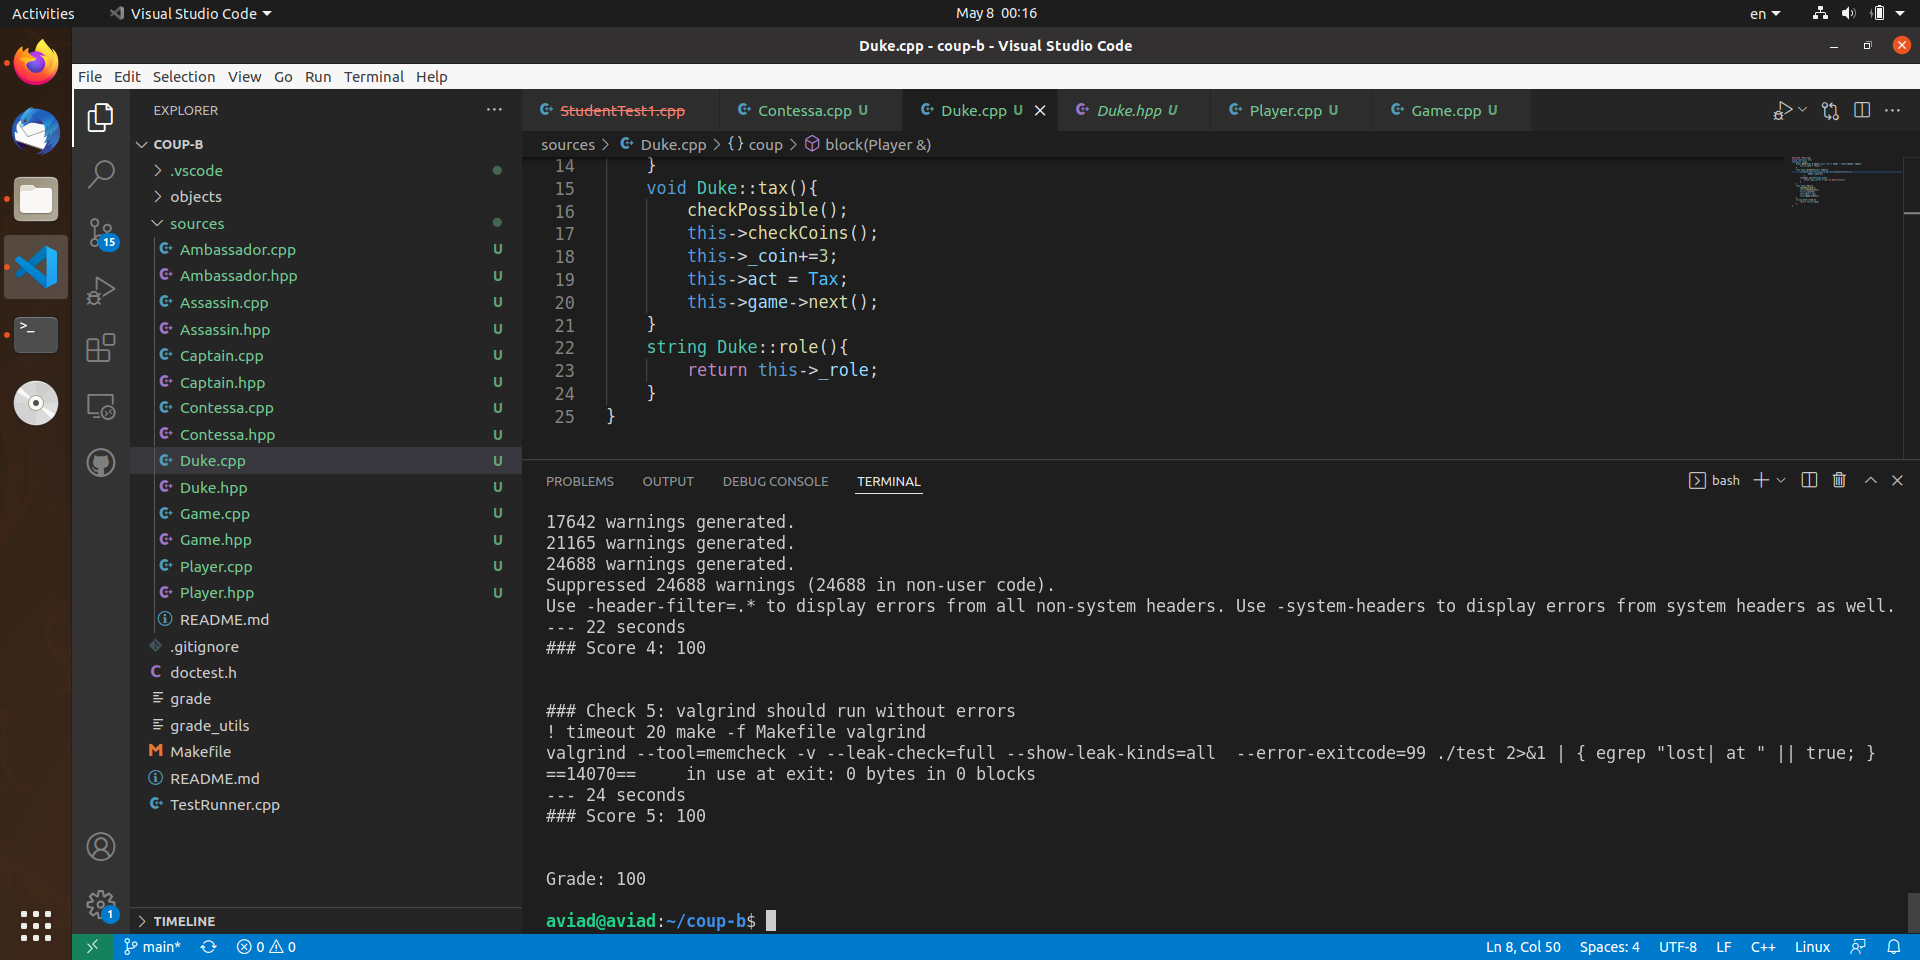 Activities Visual Studio Code May 8 00:16 en
Duke.cpp - coup-b - Visual Studio Code
File Edit Selection View Go Run Terminal Help
EXPLORER
COUP-B
.vscode
objects
sources
Ambassador.cpp U
Ambassador.hpp U
Assassin.cpp U
Assassin.hpp U
Captain.cpp U
Captain.hpp U
Contessa.cpp U
Contessa.hpp U
Duke.cpp U
Duke.hpp U
Game.cpp U
Game.hpp U
Player.cpp U
Player.hpp U
README.md
.gitignore
doctest.h
grade
grade_utils
Makefile
README.md
TestRunner.cpp
TIMELINE
15
1
StudentTest1.cpp Contessa.cpp U Duke.cpp U Duke.hpp U Player.cpp U Game.cpp U
sources > Duke.cpp > {} coup > block(Player &)
14 }
15 void Duke::tax(){
16 checkPossible();
17 this->checkCoins();
18 this->_coin+=3;
19 this->act = Tax;
20 this->game->next();
21 }
22 string Duke::role(){
23 return this->_role;
24 }
25 }
PROBLEMS OUTPUT DEBUG CONSOLE TERMINAL bash
17642 warnings generated.
21165 warnings generated.
24688 warnings generated.
Suppressed 24688 warnings (24688 in non-user code).
Use -header-filter=.* to display errors from all non-system headers. Use -system-headers to display errors from system headers as well.
--- 22 seconds
### Score 4: 100
### Check 5: valgrind should run without errors
! timeout 20 make -f Makefile valgrind
valgrind --tool=memcheck -v --leak-check=full --show-leak-kinds=all  --error-exitcode=99 ./test 2>&1 | { egrep "lost| at " || true; }
==14070==     in use at exit: 0 bytes in 0 blocks
--- 24 seconds
### Score 5: 100
Grade: 100
aviad@aviad:~/coup-b$
main* 0 0 Ln 8, Col 50 Spaces: 4 UTF-8 LF C++ Linux